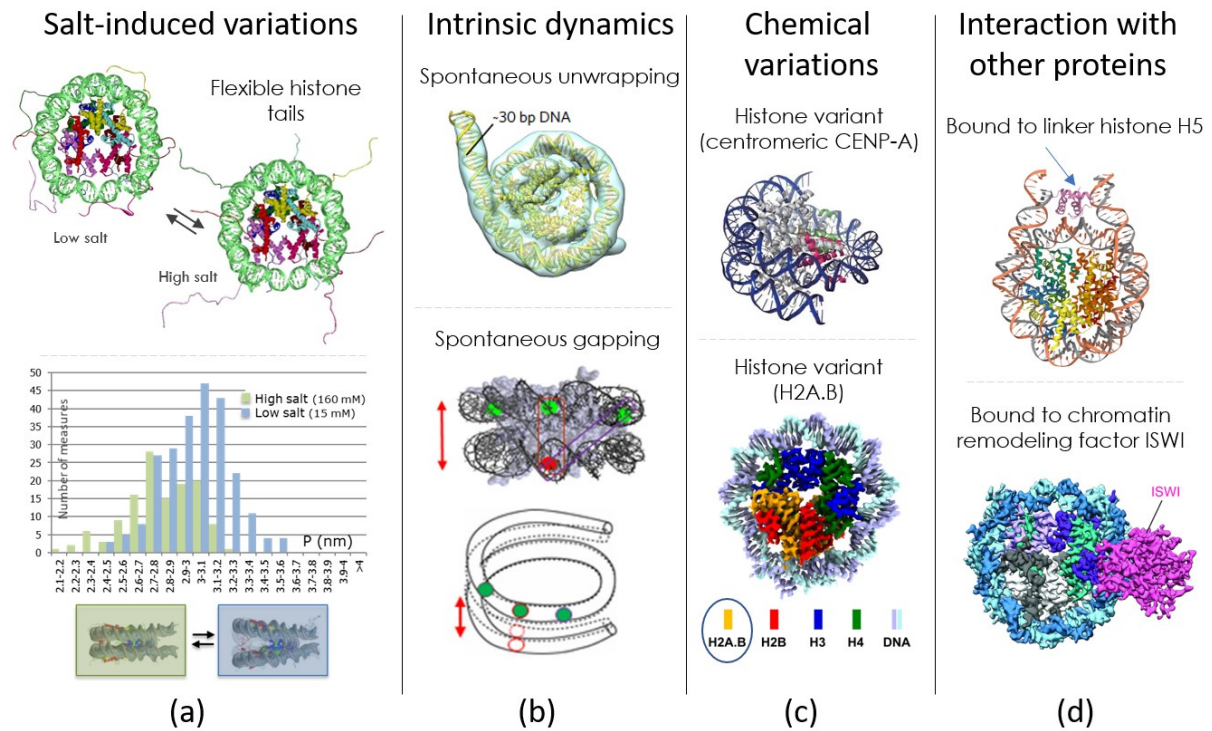 Salt-induced variations
Flexible histone
tails
Low salt
High salt
50
45
40
35
30
25
20
15
10
5
0
Number of measures
High salt (160 mM)
Low salt (15 mM)
P (nm)
2.1-2.2
2.2-2.3
2.3-2.4
2.4-2.5
2.5-2.6
2.6-2.7
2.7-2.8
2.8-2.9
2.9-3
3-3.1
3.1-3.2
3.2-3.3
3.3-3.4
3.4-3.5
3.5-3.6
3.6-3.7
3.7-3.8
3.8-3.9
3.9-4
>4
(a)
Intrinsic dynamics
Spontaneous unwrapping
~30 bp DNA
Spontaneous gapping
(b)
Chemical
variations
Histone variant
(centromeric CENP-A)
Histone variant
(H2A.B)
H2A.B H2B H3 H4 DNA
(c)
Interaction with
other proteins
Bound to linker histone H5
Bound to chromatin
remodeling factor ISWI
ISWI
(d)